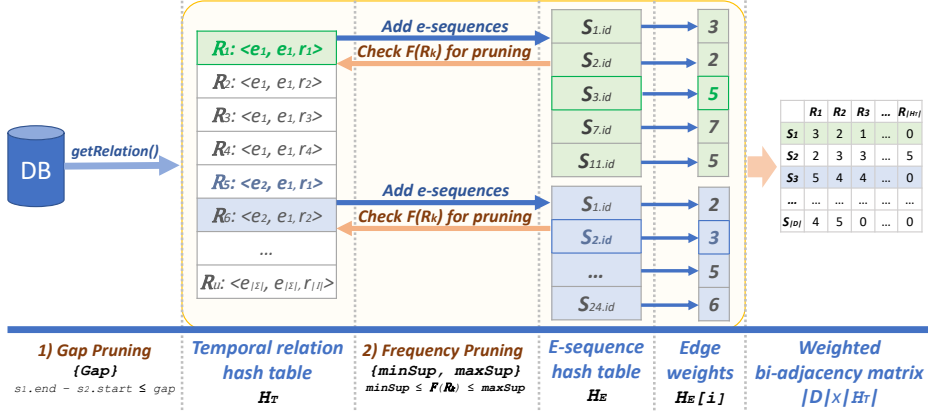 DB
getRelation()
R1: <e1, e1, r1>
R2: <e1, e1, r2>
R3: <e1, e1, r3>
R4: <e1, e1, r4>
R5: <e2, e1, r1>
R6: <e2, e1, r2>
...
Ru: <e|Σ|, e|Σ|, r|I|>
Add e-sequences
Check F(Rk) for pruning
Add e-sequences
Check F(Rk) for pruning
S1.id 3
S2.id 2
S3.id 5
S7.id 7
S11.id 5
S1.id 2
S2.id 3
... 5
S24.id 6
R1 R2 R3 ... R|HT|
S1 3 2 1 ... 0
S2 2 3 3 ... 5
S3 5 4 4 ... 0
... ... ... ... ... ...
S|D| 4 5 0 ... 0
1) Gap Pruning
{Gap}
s1.end − s2.start ≤ gap
Temporal relation
hash table
HT
2) Frequency Pruning
{minSup, maxSup}
minSup ≤ F(Rk) ≤ maxSup
E-sequence
hash table
HE
Edge
weights
HE[i]
Weighted
bi-adjacency matrix
|D|x|HT|